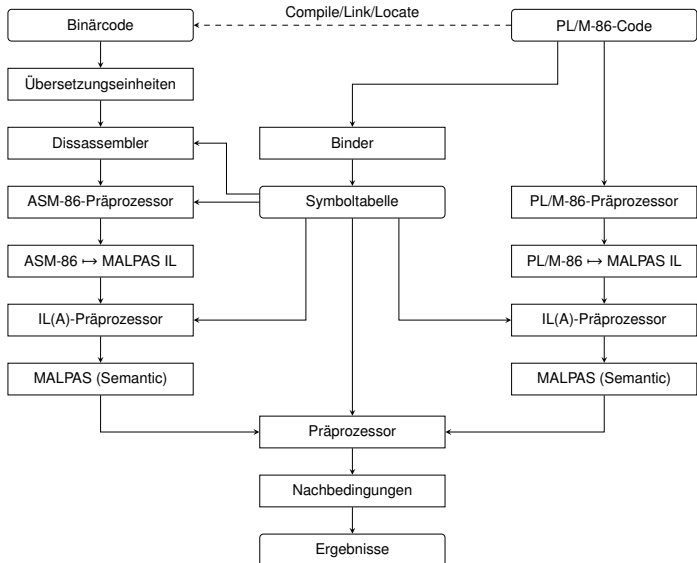 Compile/Link/Locate
Binärcode
PL/M-86-Code
Übersetzungseinheiten
Dissassembler
Binder
ASM-86-Präprozessor
Symboltabelle
PL/M-86-Präprozessor
ASM-86 ↦ MALPAS IL
PL/M-86 ↦ MALPAS IL
IL(A)-Präprozessor
IL(A)-Präprozessor
MALPAS (Semantic)
MALPAS (Semantic)
Präprozessor
Nachbedingungen
Ergebnisse